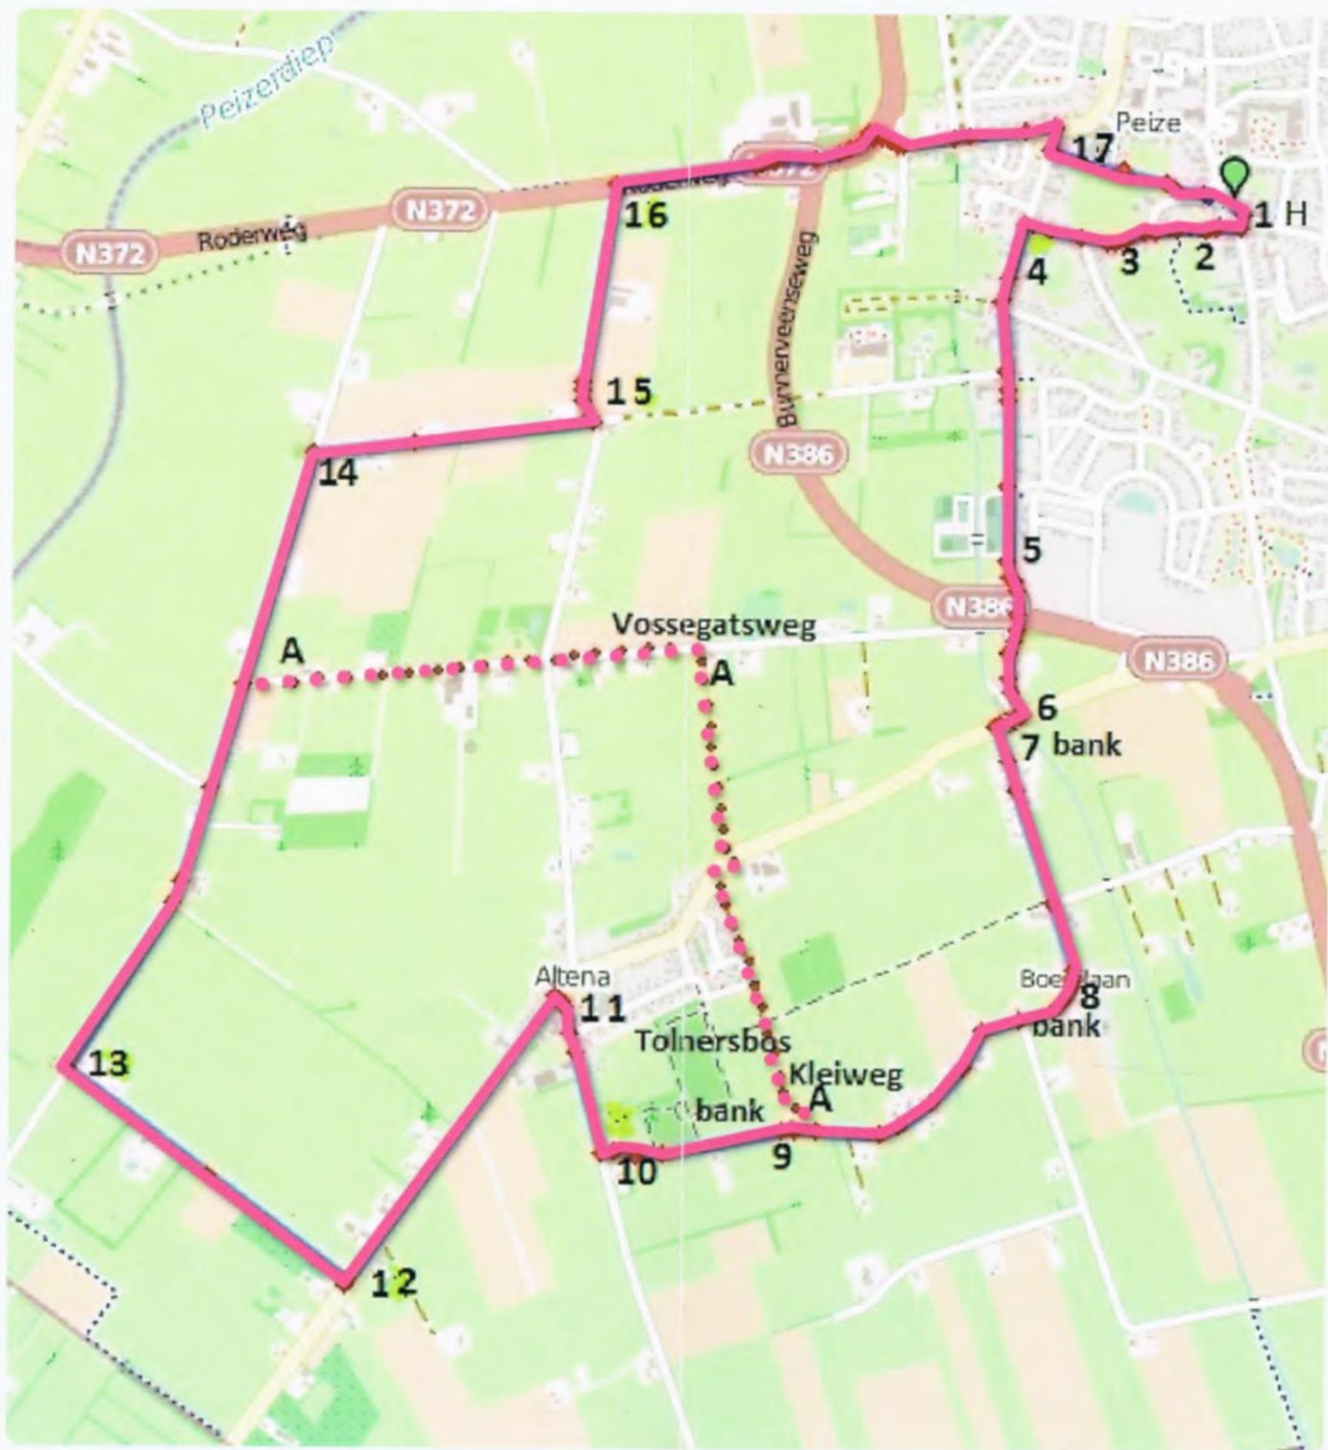 Peizerdiep
Peize
17
N372
1 H
N372
Roderweg
N372
16
2
3
4
Bunnerveenseweg
15
N386
14
5
N386
Vossegatsweg
A
A
N386
6
7 bank
Altena
11
Tolnersbos
8
bank
13
Kleiweg
A
bank
9
10
12